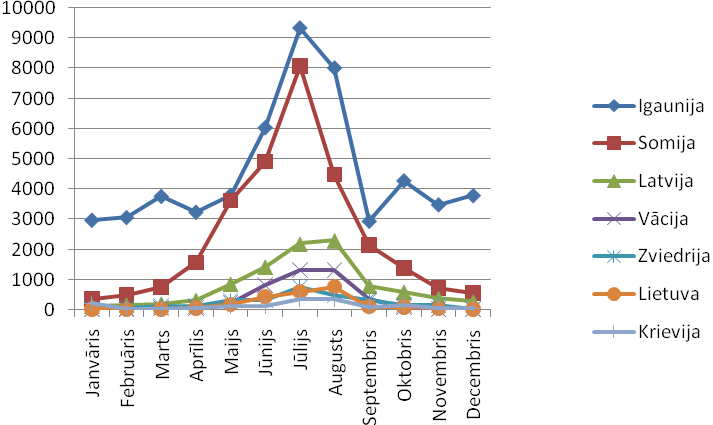 10000
9000
8000
7000
6000
5000
4000
3000
2000
1000
0
Janvāris
Februāris
Marts
Aprīlis
Maijs
Jūnijs
Jūlijs
Augusts
Septembris
Oktobris
Novembris
Decembris
Igaunija
Somija
Latvija
Vācija
Zviedrija
Lietuva
Krievija